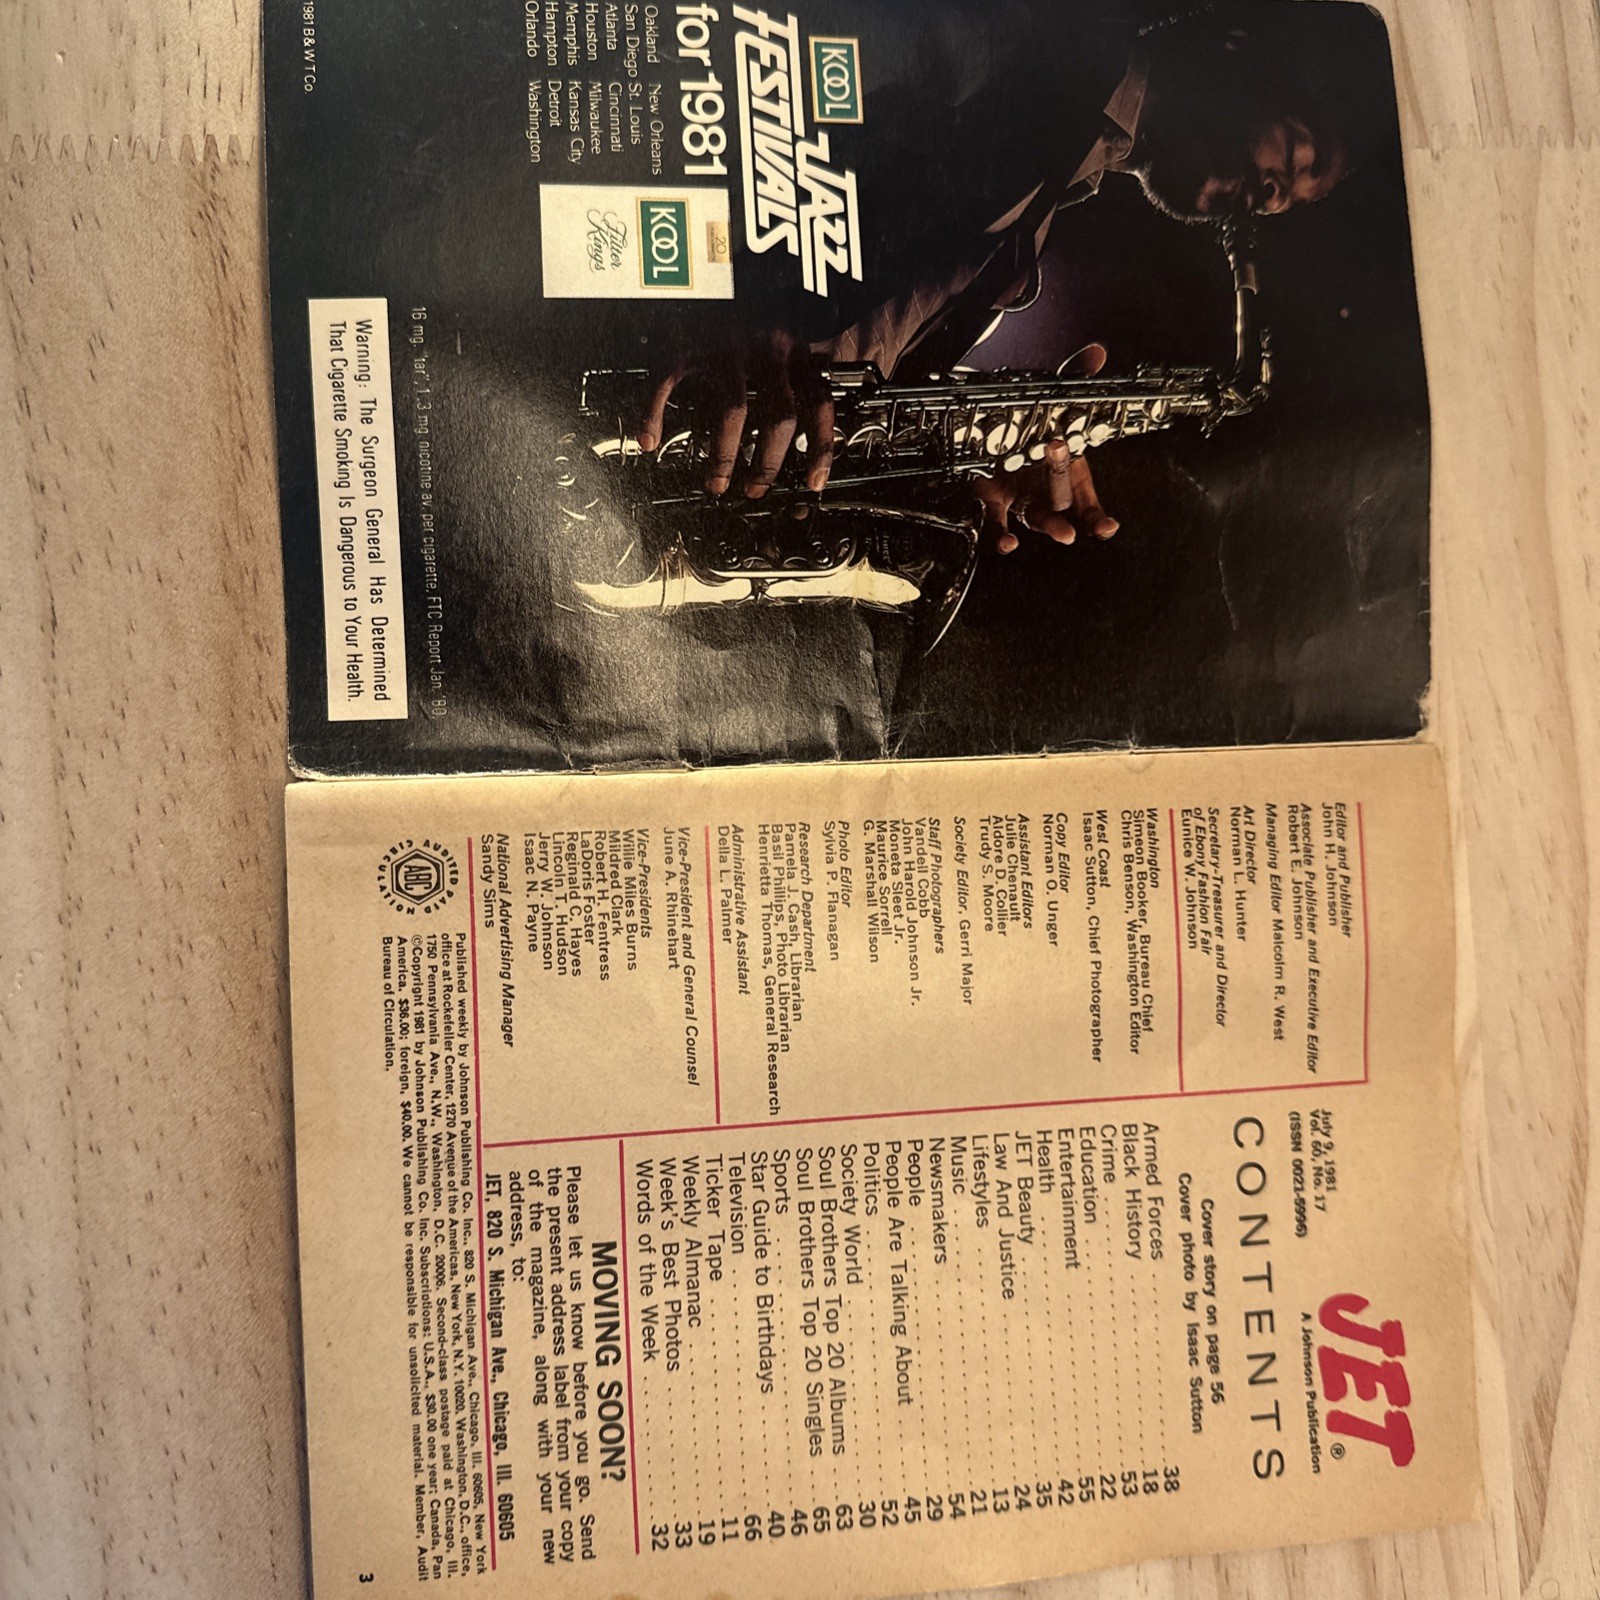 KOOL
JAZZ
FESTIVALS
for 1981
Oakland New Orleans
San Diego St. Louis
Atlanta Cincinnati
Houston Milwaukee
Memphis Kansas City
Hampton Detroit
Orlando Washington
20
KOOL
Filter
Kings
16 mg. "tar", 1.3 mg. nicotine av. per cigarette, FTC Report Jan. '80
Warning: The Surgeon General Has Determined
That Cigarette Smoking Is Dangerous to Your Health.
1981 B&WTCo.
Editor and Publisher
John H. Johnson
Associate Publisher and Executive Editor
Robert E. Johnson
Managing Editor Malcolm R. West
Art Director
Norman L. Hunter
Secretary-Treasurer and Director
of Ebony Fashion Fair
Eunice W. Johnson
Washington
Simeon Booker, Bureau Chief
Chris Benson, Washington Editor
West Coast
Isaac Sutton, Chief Photographer
Copy Editor
Norman O. Unger
Assistant Editors
Julie Chenault
Aldore D. Collier
Trudy S. Moore
Society Editor, Gerri Major
Staff Photographers
Vandell Cobb
John Harold Johnson Jr.
Moneta Sleet Jr.
Maurice Sorrell
G. Marshall Wilson
Photo Editor
Sylvia P. Flanagan
Research Department
Pamela J. Cash, Librarian
Basil Philips, Photo Librarian
Henrietta Thomas, General Research
Administrative Assistant
Della L. Palmer
Vice-President and General Counsel
June A. Rhinehart
Vice-Presidents
Willie Miles Burns
Mildred Clark
Robert H. Fentress
LaDoris Foster
Reginald C. Hayes
Lincoln T. Hudson
Jerry W. Johnson
Isaac N. Payne
National Advertising Manager
Sandy Sims
JET®
A Johnson Publication
July 9, 1981
Vol. 60, No. 17
(ISSN 0021-5996)
CONTENTS
Cover story on page 56
Cover photo by Isaac Sutton
Armed Forces 38
Black History 18
Crime 53
Education 22
Entertainment 55
Health 42
JET Beauty 35
Law And Justice 24
Lifestyles 13
Music 21
Newsmakers 54
People 29
People Are Talking About 45
Politics 52
Society World 30
Soul Brothers Top 20 Albums 63
Soul Brothers Top 20 Singles 65
Sports 46
Star Guide to Birthdays 40
Television 66
Ticker Tape 11
Weekly Almanac 19
Week's Best Photos 33
Words of the Week 32
MOVING SOON?
Please let us know before you go. Send
the present address label from your copy
of the magazine, along with your new
address, to:
JET, 820 S. Michigan Ave., Chicago, Ill. 60605
AUDIT BUREAU CIRCULATION
ABC
Published weekly by Johnson Publishing Co. Inc., 820 S. Michigan Ave., Chicago, Ill. 60605, New York
office at Rockefeller Center, 1270 Avenue of the Americas, New York, N.Y. 10020, Washington, D.C., office,
1750 Pennsylvania Ave., N.W., Washington, D.C. 20006. Second-class postage paid at Chicago, Ill.
©Copyright 1981 by Johnson Publishing Co. Inc. Subscriptions: U.S.A., $30.00 one year; Canada, Pan
America, $36.00; foreign, $40.00. We cannot be responsible for unsolicited material. Member, Audit
Bureau of Circulation.
3